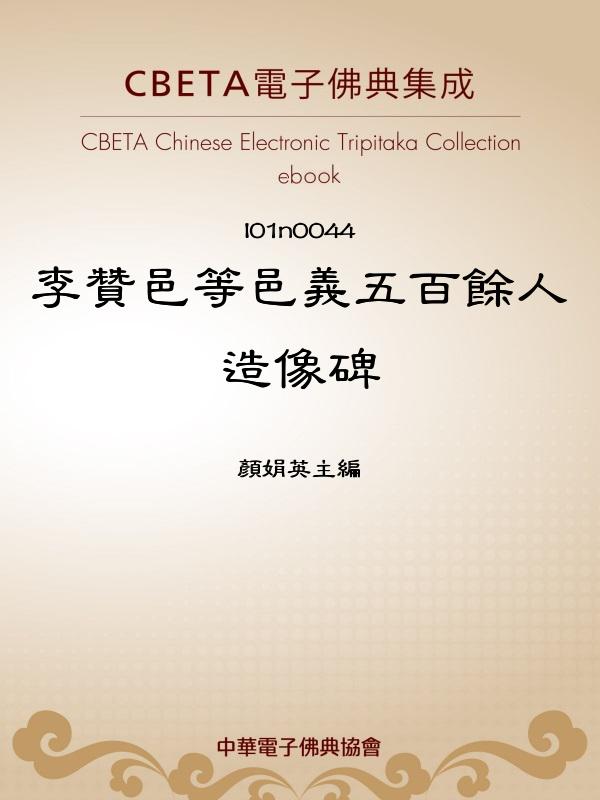 CBETA電子佛典集成
CBETA Chinese Electronic Tripitaka Collection
ebook
I01n0044
李贊邑等邑義五百餘人
造像碑
顏娟英主編
中華電子佛典協會